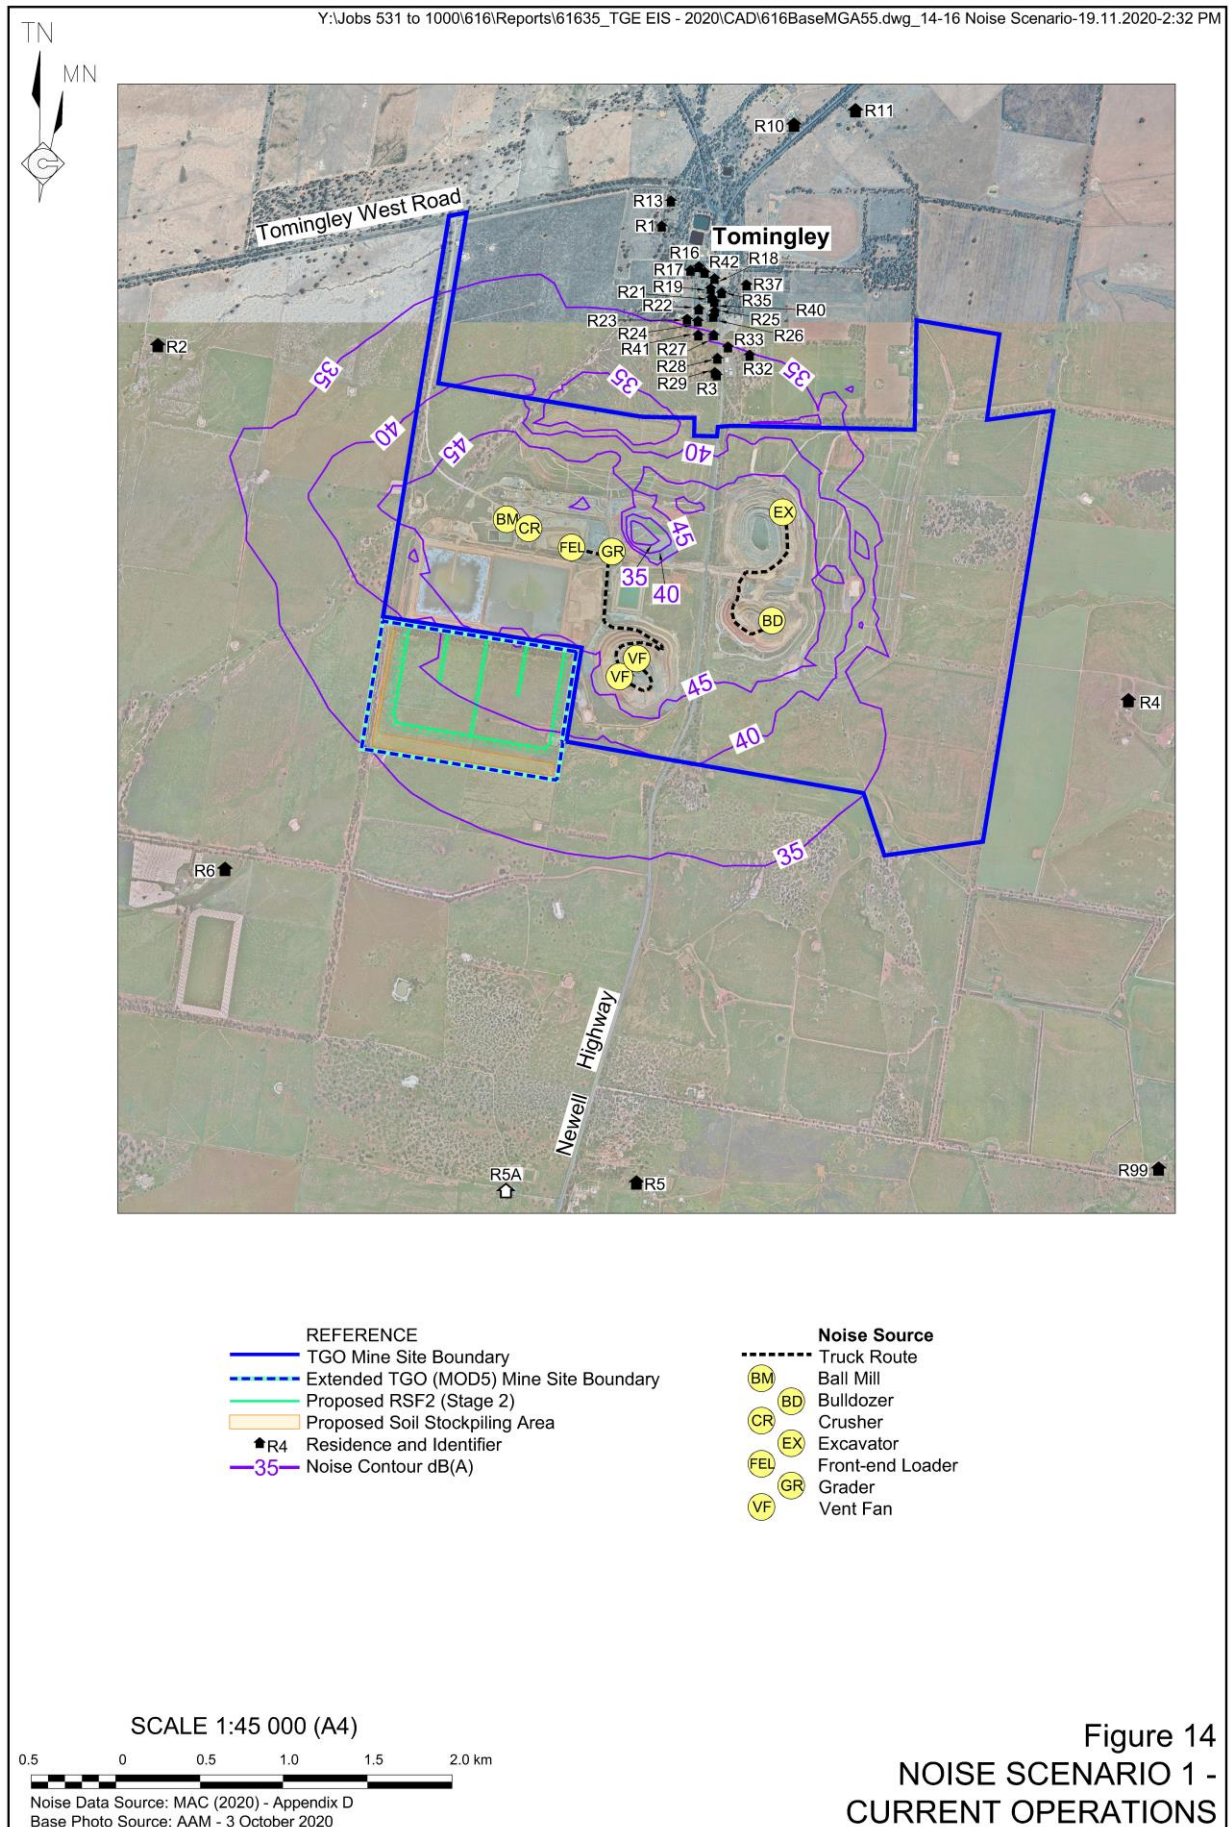 Y:\Jobs 531 to 1000\616\Reports\61635_TGE EIS - 2020\CAD\616BaseMGA55.dwg_14-16 Noise Scenario-19.11.2020-2:32 PM
TN
MN
R10
R11
Tomingley West Road
R13
R1
Tomingley
R16
R42
R18
R17
R19
R37
R21
R35
R22
R40
R23
R25
R24
R26
R41
R27
R33
R28
R32
R29
R3
R2
35
35
35
40
45
40
BM
CR
FEL
GR
EX
45
35
40
BD
VF
VF
45
40
R4
35
R6
Newell Highway
R5A
R5
R99
REFERENCE
TGO Mine Site Boundary
Extended TGO (MOD5) Mine Site Boundary
Proposed RSF2 (Stage 2)
Proposed Soil Stockpiling Area
R4 Residence and Identifier
35 Noise Contour dB(A)
Noise Source
Truck Route
BM Ball Mill
BD Bulldozer
CR Crusher
EX Excavator
FEL Front-end Loader
GR Grader
VF Vent Fan
SCALE 1:45 000 (A4)
0.5 0 0.5 1.0 1.5 2.0 km
Noise Data Source: MAC (2020) - Appendix D
Base Photo Source: AAM - 3 October 2020
Figure 14
NOISE SCENARIO 1 -
CURRENT OPERATIONS